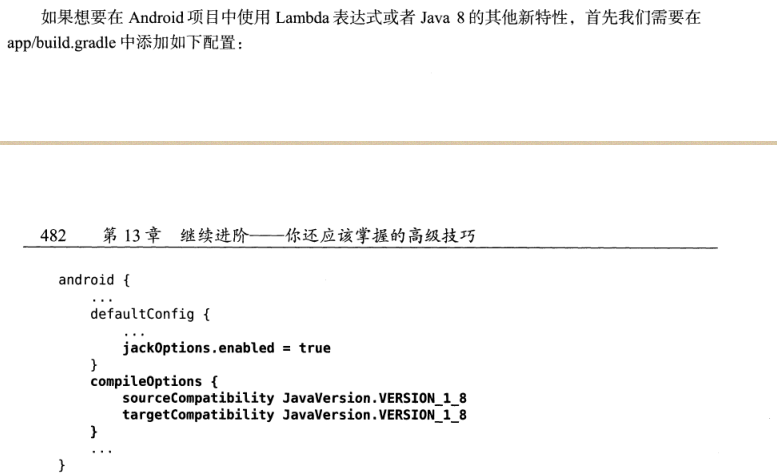 如果想要在 Android 项目中使用 Lambda 表达式或者 Java 8 的其他新特性，首先我们需要在
app/build.gradle 中添加如下配置：
482 第 13 章 继续进阶——你还应该掌握的高级技巧
android {
...
defaultConfig {
...
jackOptions.enabled = true
}
compileOptions {
sourceCompatibility JavaVersion.VERSION_1_8
targetCompatibility JavaVersion.VERSION_1_8
}
...
}